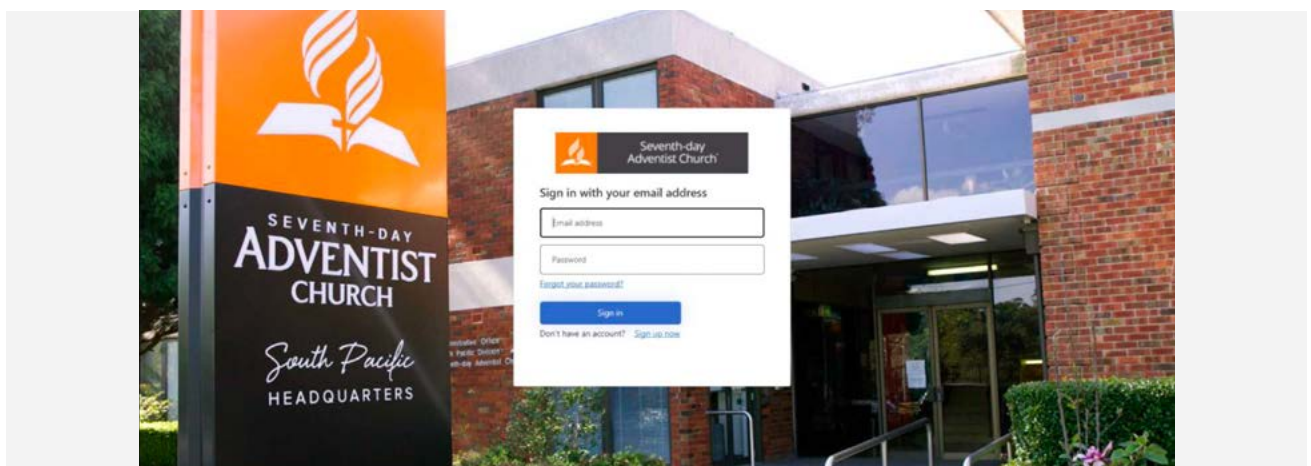 SEVENTH-DAY
ADVENTIST
CHURCH
South Pacific
HEADQUARTERS
Seventh-day
Adventist Church
Sign in with your email address
Email address
Password
Forgot your password?
Sign in
Don't have an account? Sign up now